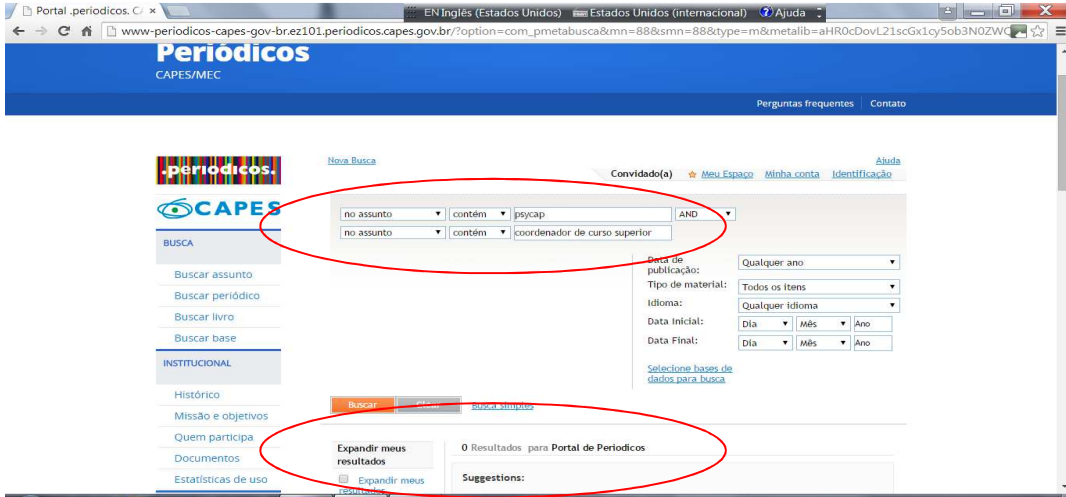 Portal .periodicos. C
EN Inglês (Estados Unidos) Estados Unidos (internacional) Ajuda
www-periodicos-capes-gov-br.ez101.periodicos.capes.gov.br/?option=com_pmetabusca&mn=88&smn=88&type=m&metalib=aHR0cDovL21scGx1cy5ob3N0ZWQ
Periódicos
CAPES/MEC
Perguntas frequentes Contato
.periodicos.
Nova Busca
Ajuda
Convidado(a) Meu Espaço Minha conta Identificação
CAPES
no assunto contém psycap AND
no assunto contém coordenador de curso superior
BUSCA
Buscar assunto
Buscar periódico
Buscar livro
Buscar base
Data de publicação: Qualquer ano
Tipo de material: Todos os itens
Idioma: Qualquer idioma
Data Inicial: Dia Mês Ano
Data Final: Dia Mês Ano
Selecione bases de
dados para busca
INSTITUCIONAL
Histórico
Missão e objetivos
Quem participa
Documentos
Estatísticas de uso
Buscar Clear Busca simples
Expandir meus
resultados
Expandir meus
resultados
0 Resultados para Portal de Periodicos
Suggestions: